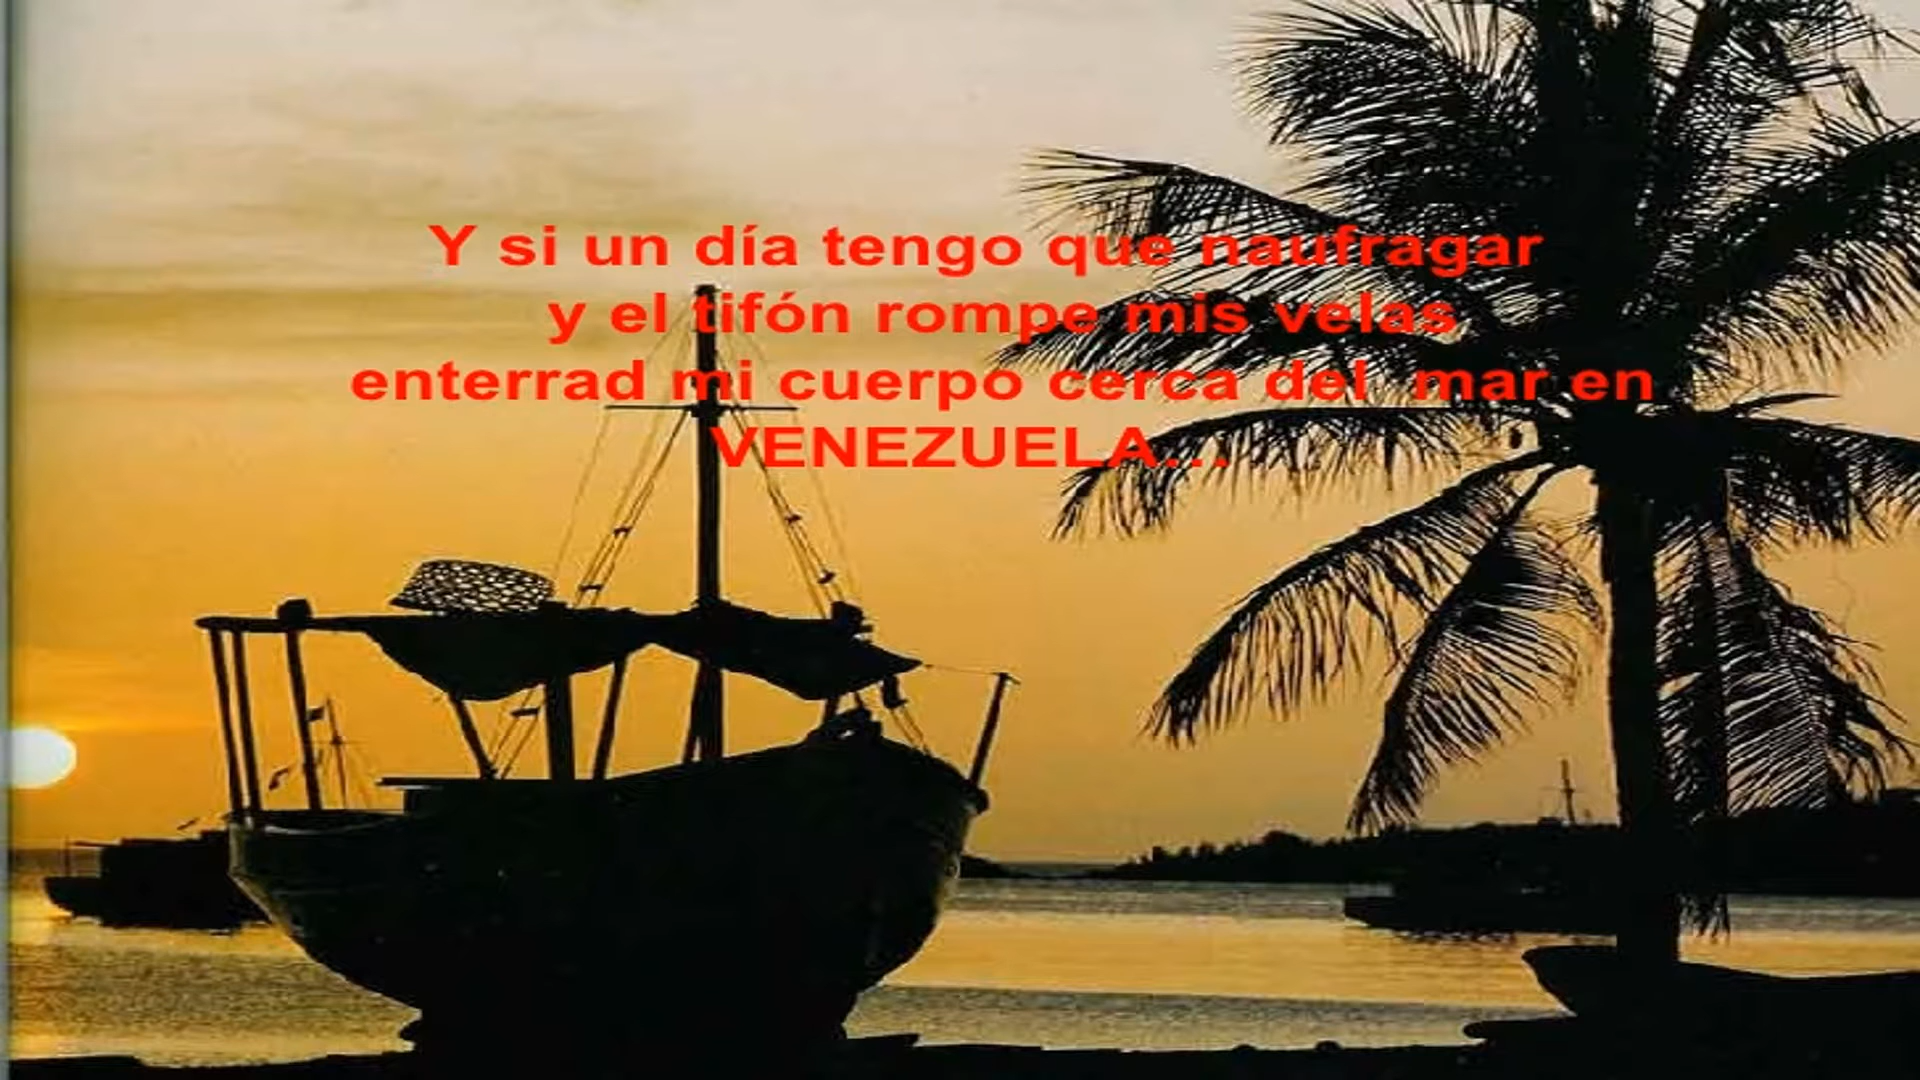 Y si un día tengo que naufragar
y el tifón rompe mis velas
enterrad mi cuerpo cerca del mar en
VENEZUELA...